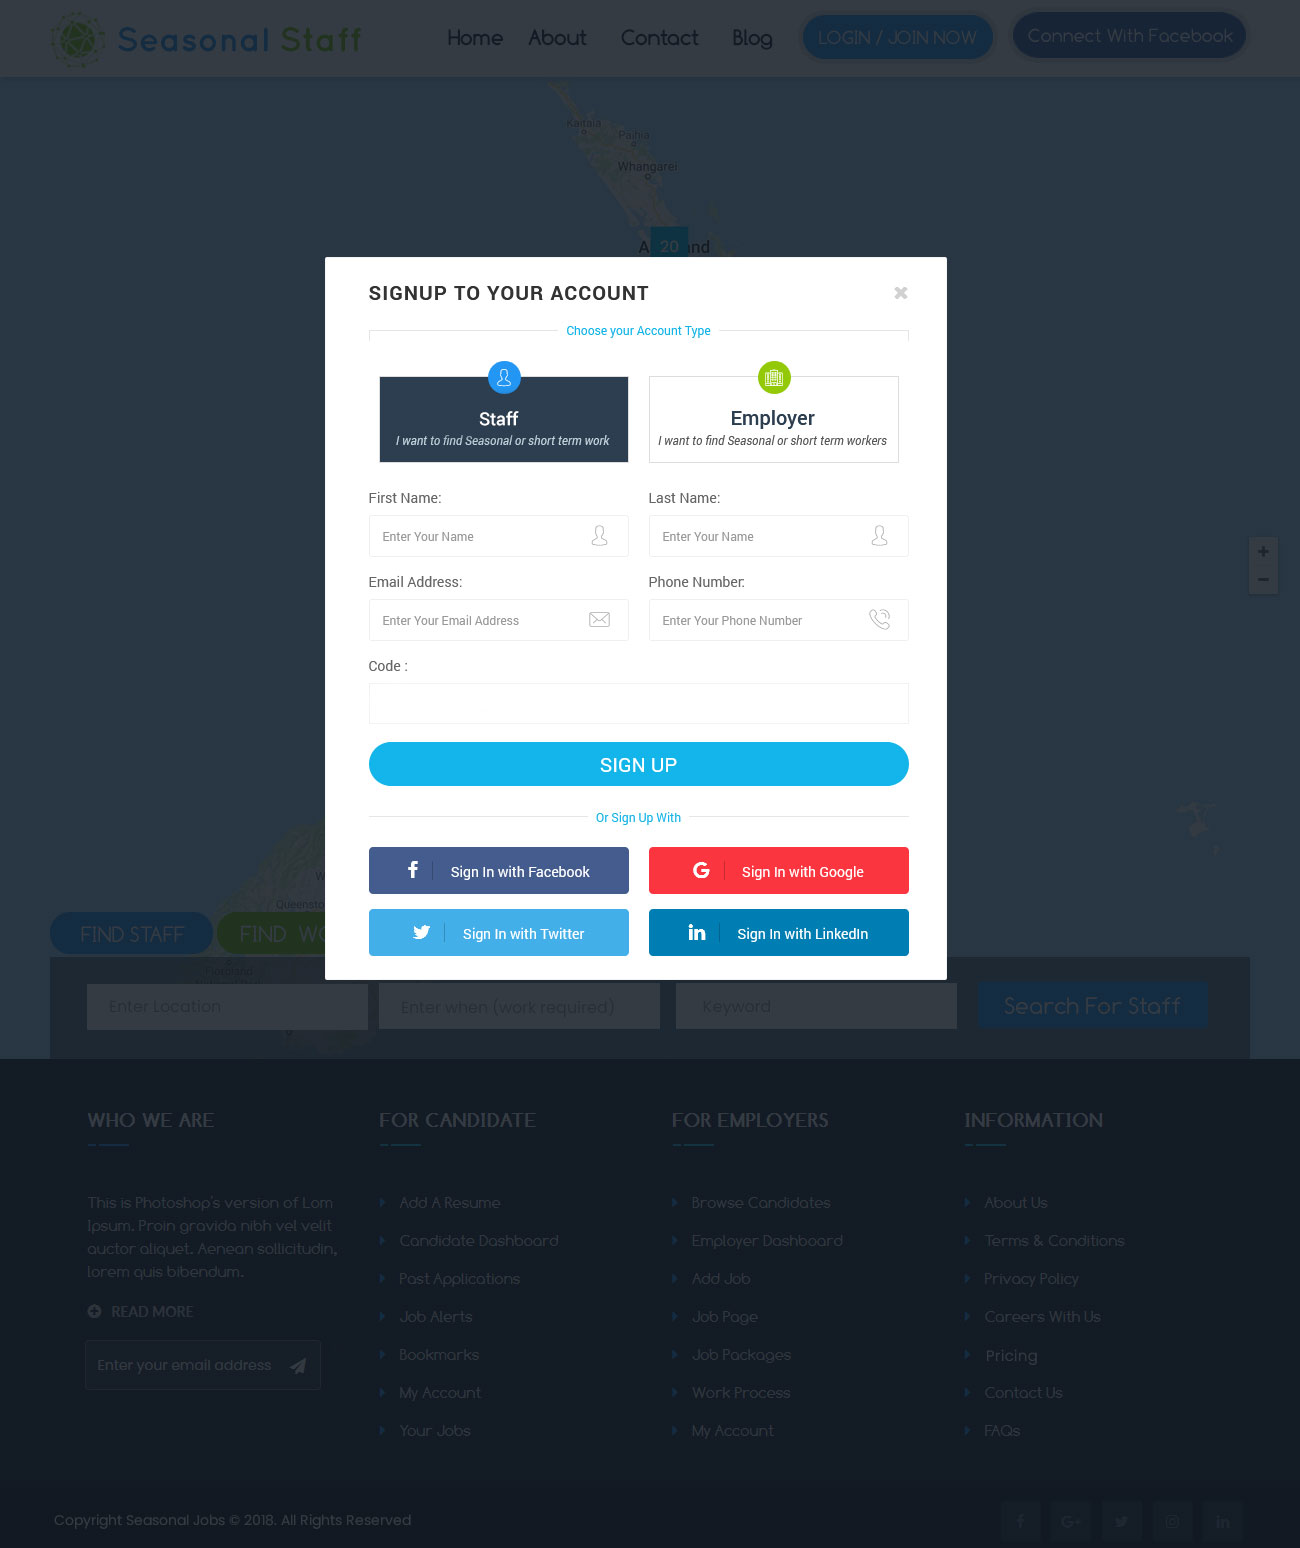 Seasonal Staff
Home About Contact Blog LOGIN / JOIN NOW Connect With Facebook
Kaitaia
Paihia
Whangarei
20
SIGNUP TO YOUR ACCOUNT
Choose your Account Type
Staff
I want to find Seasonal or short term work
Employer
I want to find Seasonal or short term workers
First Name:
Last Name:
Enter Your Name
Enter Your Name
Email Address:
Phone Number:
Enter Your Email Address
Enter Your Phone Number
Code :
SIGN UP
Or Sign Up With
Sign In with Facebook
Sign In with Google
Sign In with Twitter
Sign In with LinkedIn
FIND STAFF
FIND WO
Fiordland
Enter Location
Enter when (work required)
Keyword
Search For Staff
WHO WE ARE
This is Photoshop's version of Lom
Ipsum. Proin gravida nibh vel velit
auctor aliquet. Aenean sollicitudin,
lorem quis bibendum.
READ MORE
Enter your email address
FOR CANDIDATE
Add A Resume
Candidate Dashboard
Past Applications
Job Alerts
Bookmarks
My Account
Your Jobs
FOR EMPLOYERS
Browse Candidates
Employer Dashboard
Add Job
Job Page
Job Packages
Work Process
My Account
INFORMATION
About Us
Terms & Conditions
Privacy Policy
Careers With Us
Pricing
Contact Us
FAQs
Copyright Seasonal Jobs © 2018. All Rights Reserved